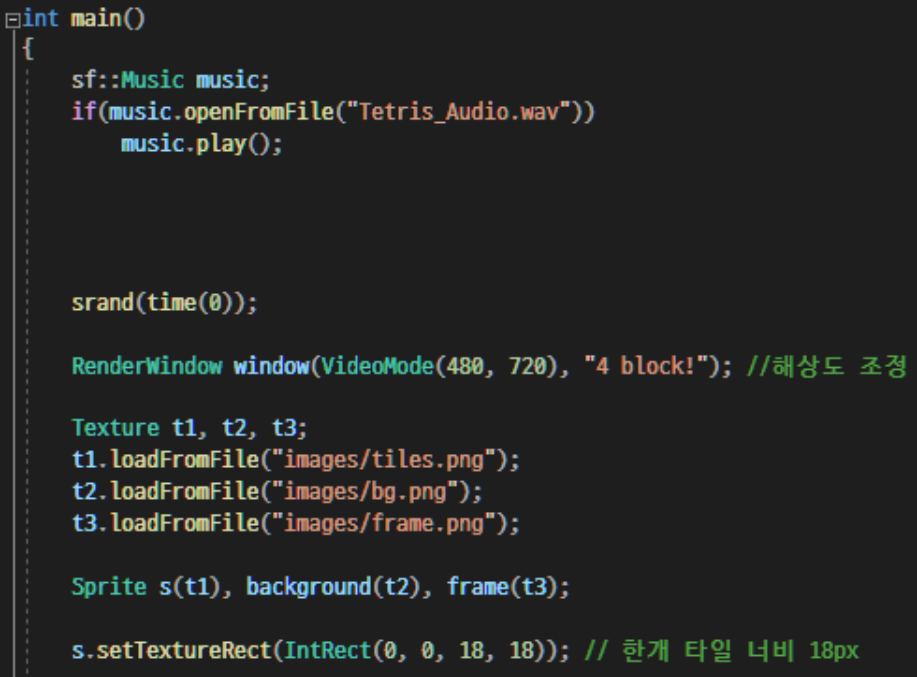 int main()
{
sf::Music music;
if(music.openFromFile("Tetris_Audio.wav"))
music.play();
srand(time(0));
RenderWindow window(VideoMode(480, 720), "4 block!"); //해상도 조정
Texture t1, t2, t3;
t1.loadFromFile("images/tiles.png");
t2.loadFromFile("images/bg.png");
t3.loadFromFile("images/frame.png");
Sprite s(t1), background(t2), frame(t3);
s.setTextureRect(IntRect(0, 0, 18, 18)); // 한개 타일 너비 18px